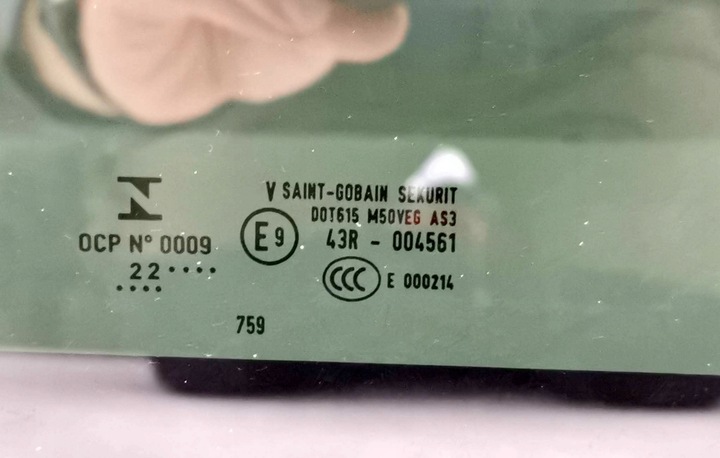 OCP N° 0009
22••••
••••
V SAINT-GOBAIN SEKURIT
DOT615 M50VEG AS3
E9
43R - 004561
CCC E 000214
759